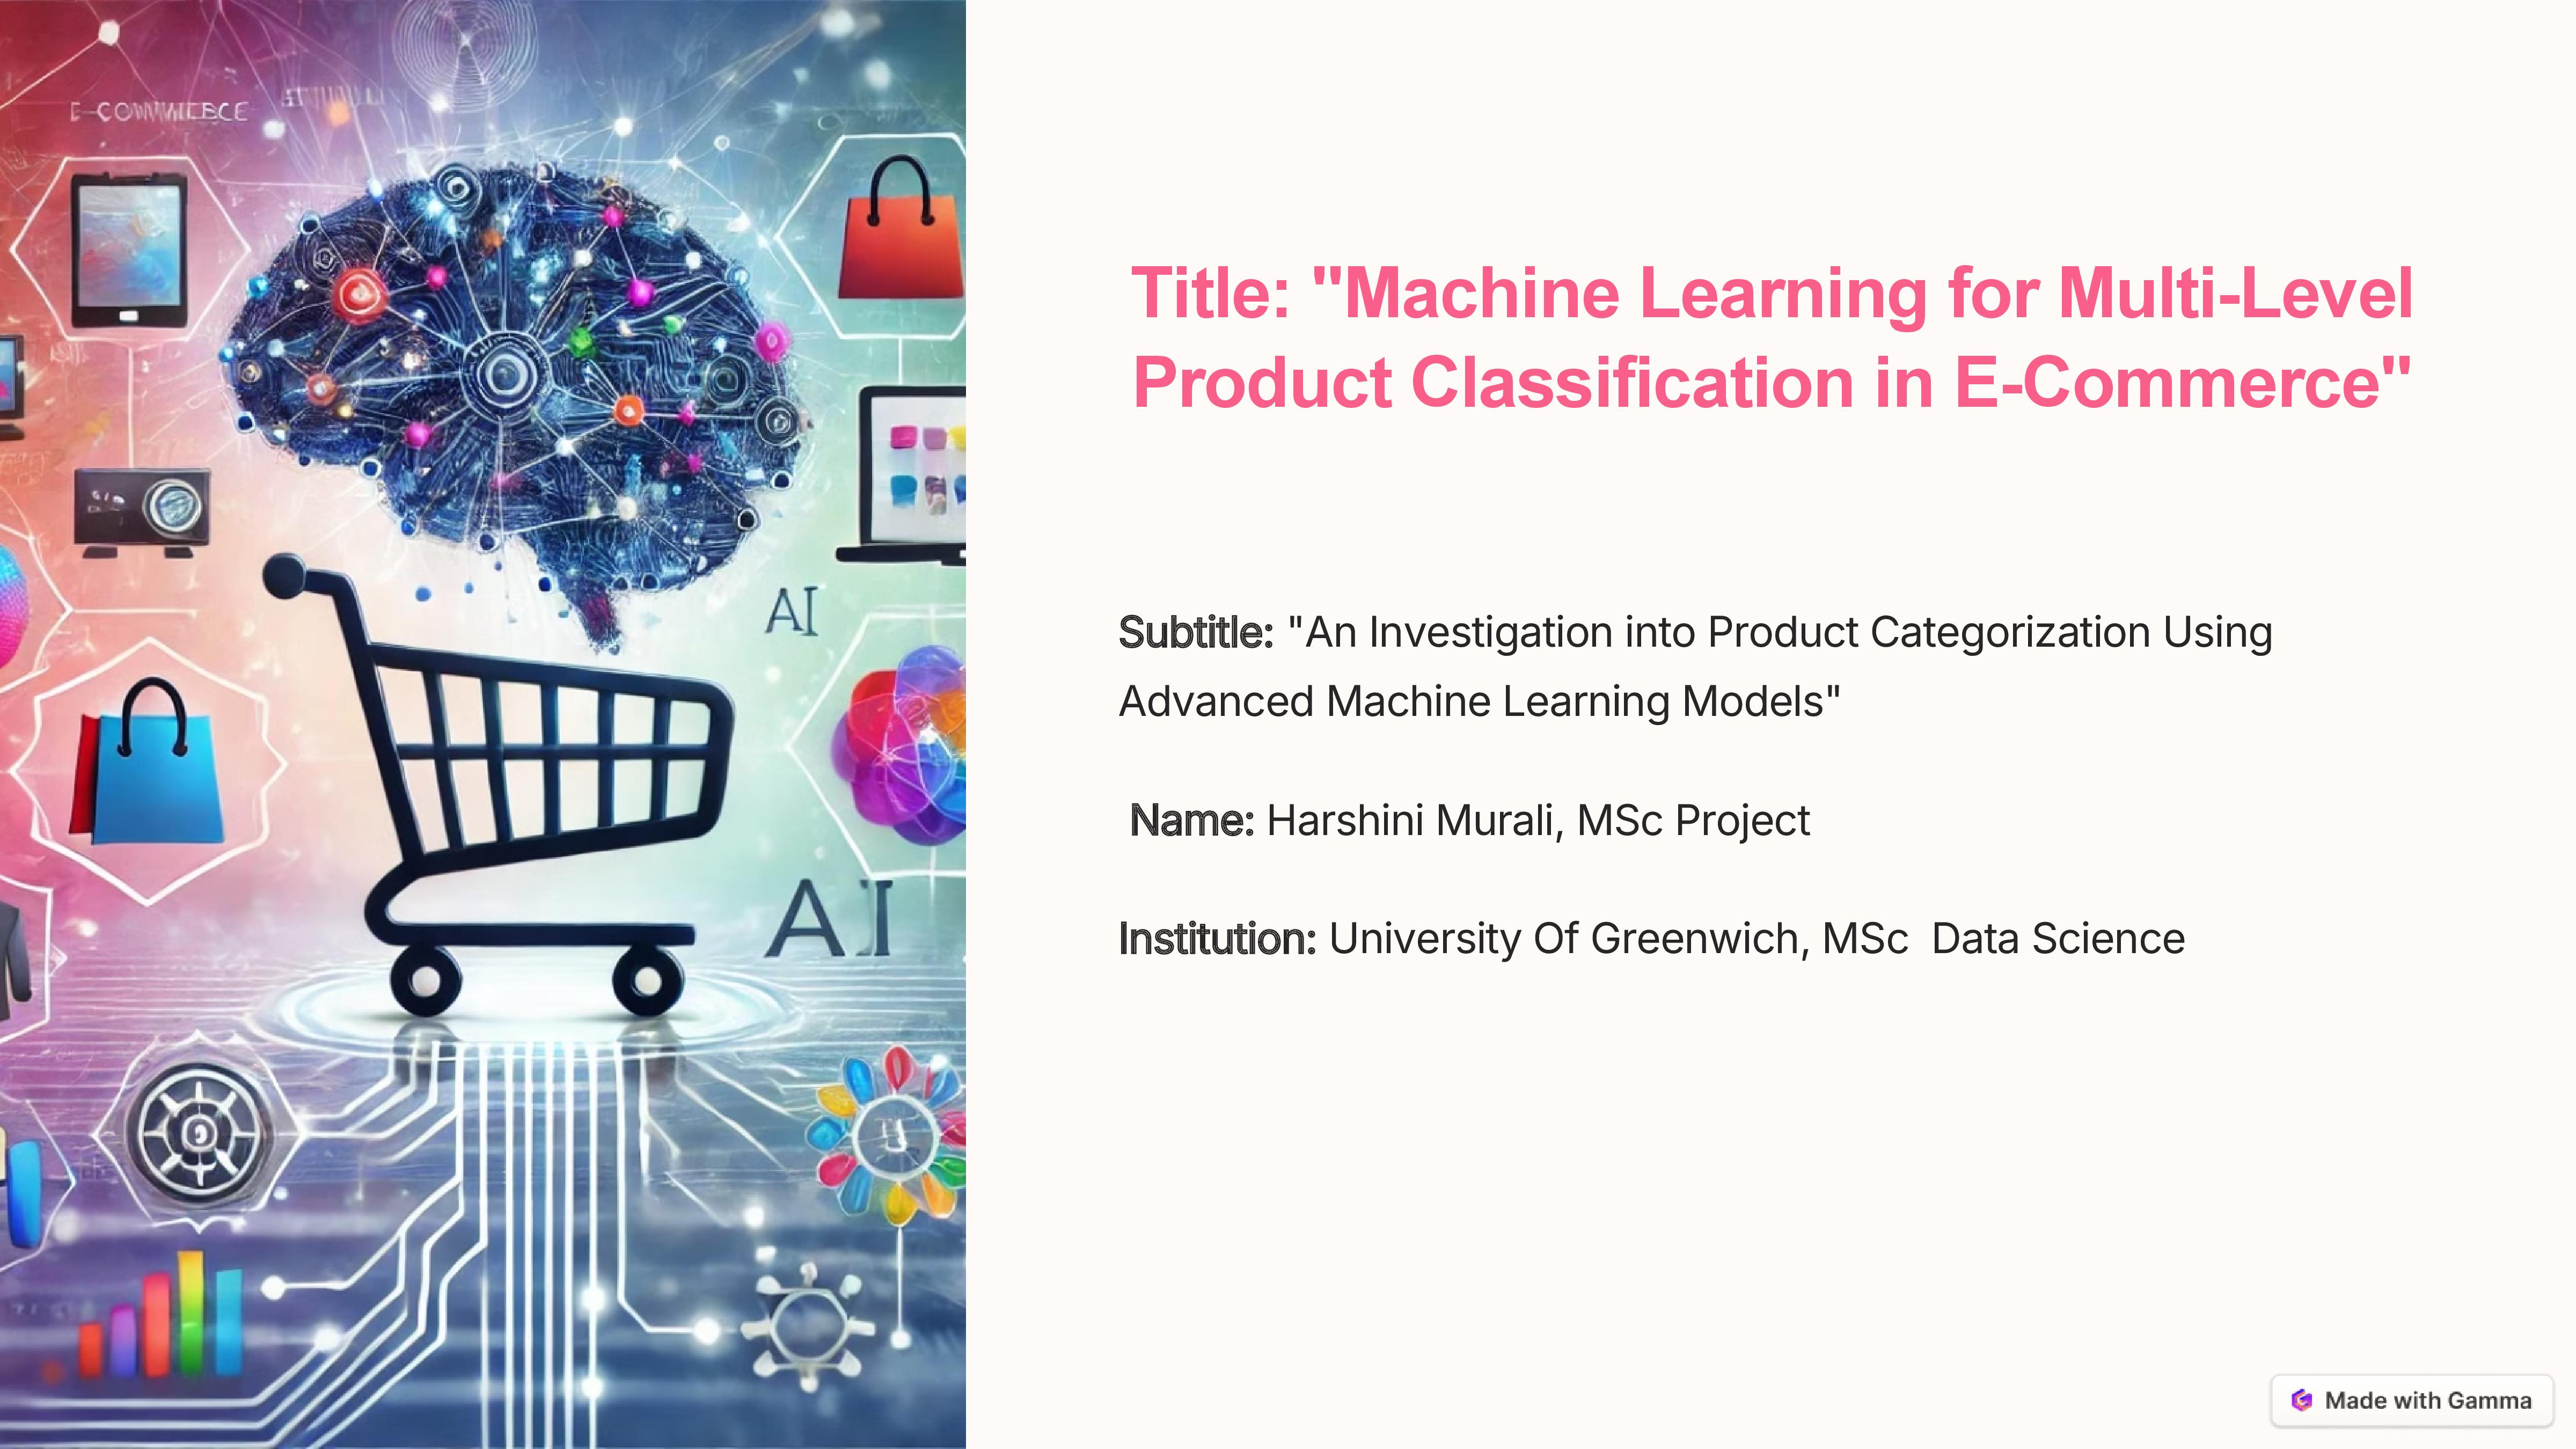 Title: "Machine Learning for Multi-Level
Product Classification in E-Commerce"
Subtitle: "An Investigation into Product Categorization Using
Advanced Machine Learning Models"
Name: Harshini Murali, MSc Project
Institution: University Of Greenwich, MSc  Data Science
AI
AI
Made with Gamma